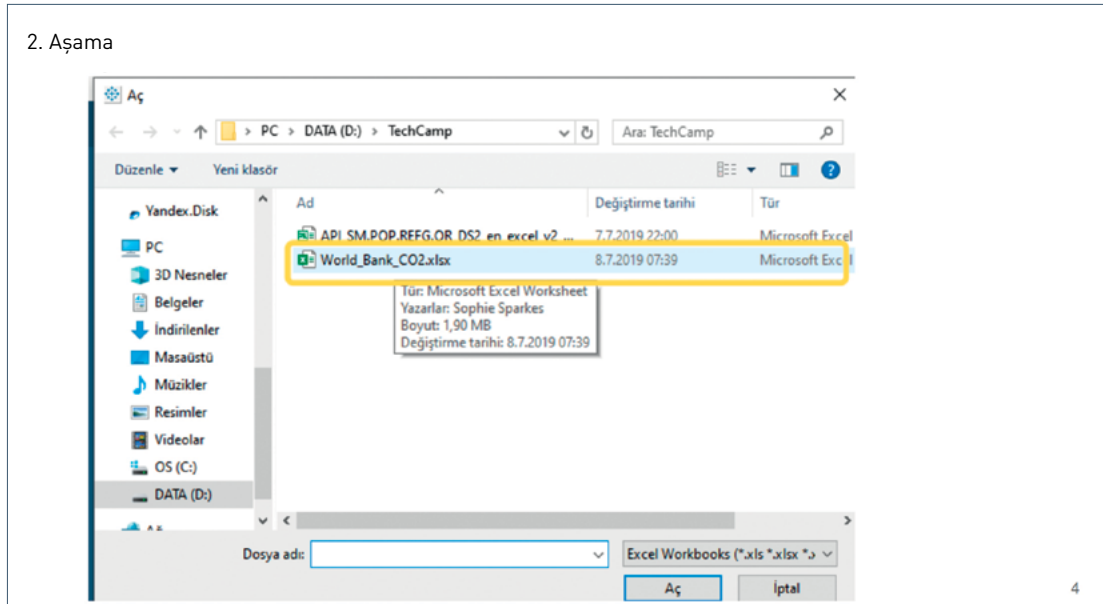 2. Aşama
Aç
PC > DATA (D:) > TechCamp
Ara: TechCamp
Düzenle
Yeni klasör
Ad
Değiştirme tarihi
Tür
Yandex.Disk
PC
3D Nesneler
Belgeler
İndirilenler
Masaüstü
Müzikler
Resimler
Videolar
OS (C:)
DATA (D:)
API_SM.POP.REFG.OR_DS2_en_excel_v2_... 7.7.2019 22:00 Microsoft Excel
World_Bank_CO2.xlsx 8.7.2019 07:39 Microsoft Exc l
Tür: Microsoft Excel Worksheet
Yazarlar: Sophie Sparkes
Boyut: 1,90 MB
Değiştirme tarihi: 8.7.2019 07:39
Dosya adı:
Excel Workbooks (*.xls *.xlsx *.
Aç
İptal
4